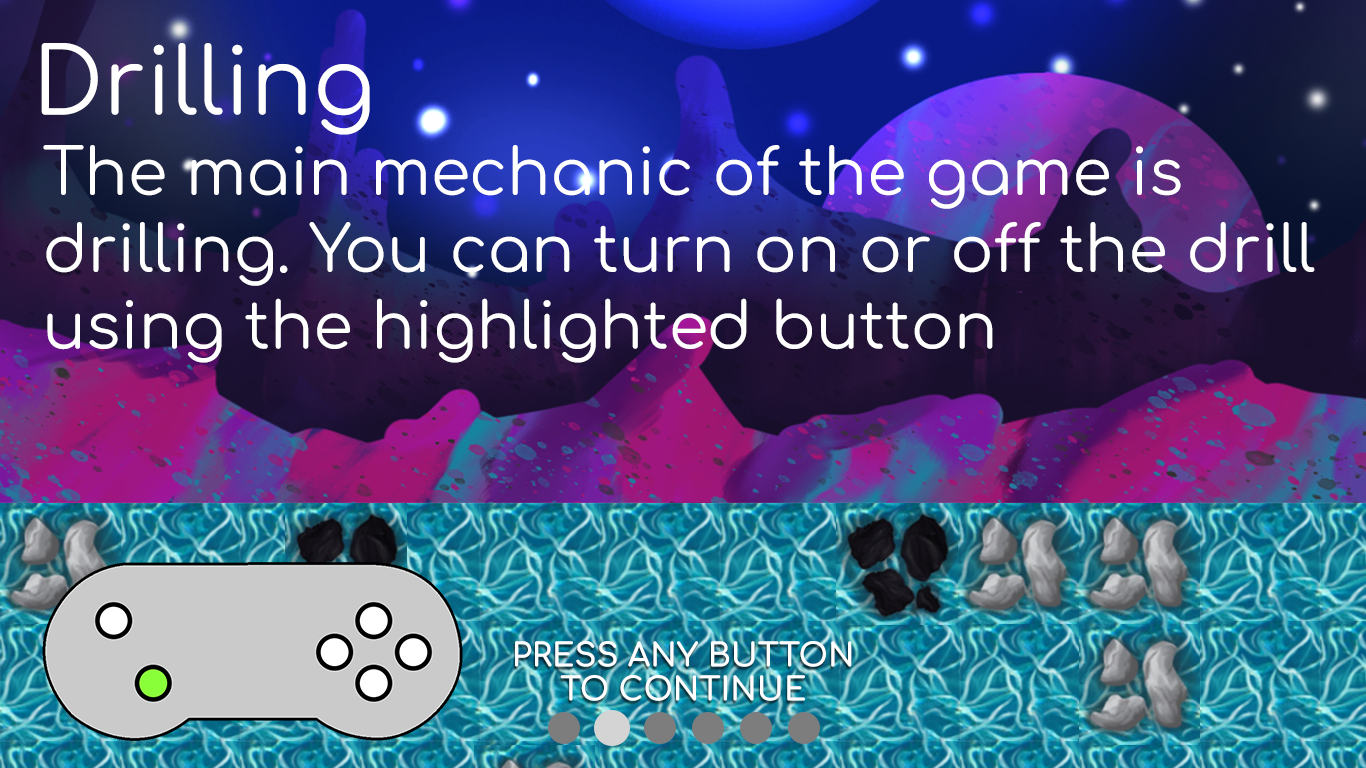 Drilling
The main mechanic of the game is
drilling. You can turn on or off the drill
using the highlighted button
PRESS ANY BUTTON
TO CONTINUE